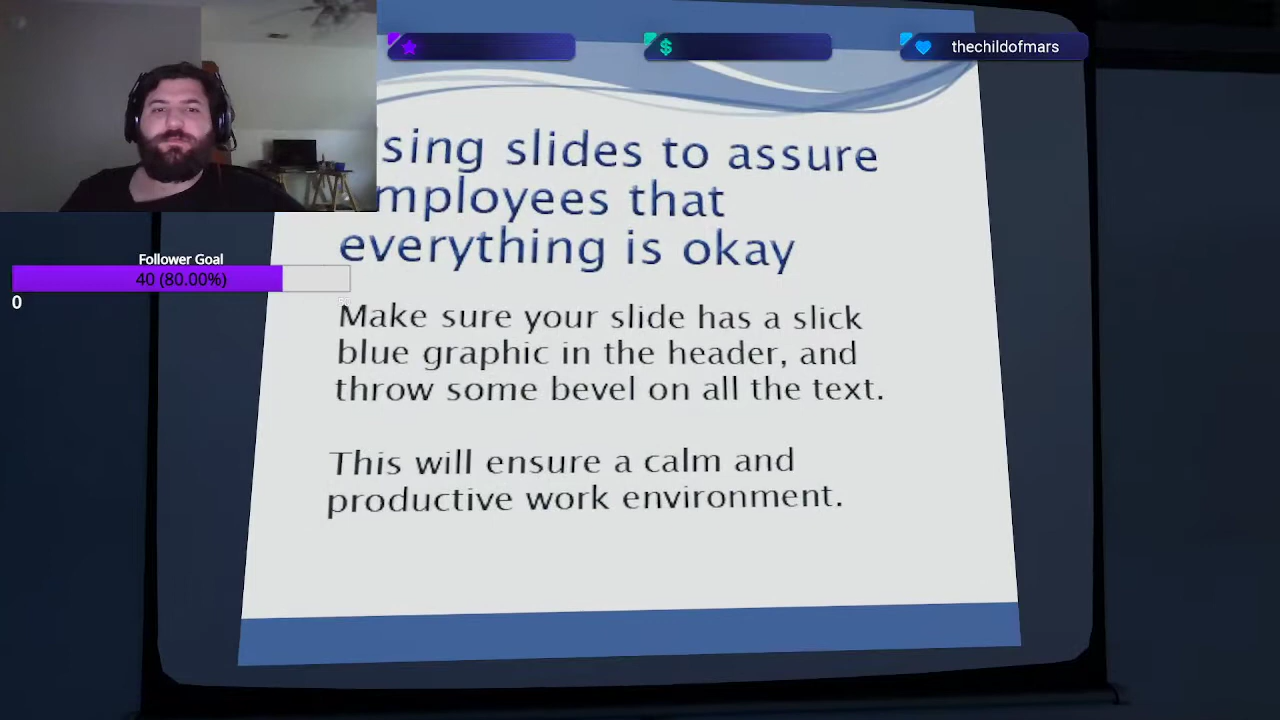 thechildofmars
sing slides to assure
mployees that
everything is okay
Follower Goal
40 (80.00%)
0
Make sure your slide has a slick
blue graphic in the header, and
throw some bevel on all the text.
This will ensure a calm and
productive work environment.